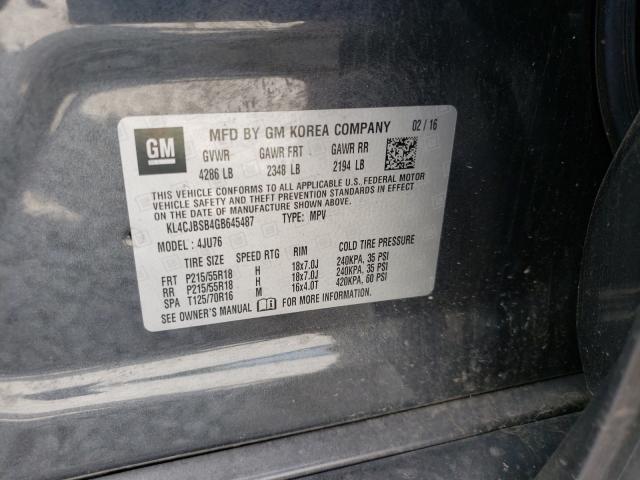 GM
MFD BY GM KOREA COMPANY 02 / 16
GVWR GAWR FRT GAWR RR
4286 LB 2348 LB 2194 LB
THIS VEHICLE CONFORMS TO ALL APPLICABLE U.S. FEDERAL MOTOR
VEHICLE SAFETY AND THEFT PREVENTION STANDARDS IN EFFECT
ON THE DATE OF MANUFACTURE SHOWN ABOVE.
KL4CJBSB4GB645487 TYPE: MPV
MODEL: 4JU76
TIRE SIZE SPEED RTG RIM COLD TIRE PRESSURE
FRT P215/55R18 H 18x7.0J 240KPA, 35 PSI
RR P215/55R18 H 18x7.0J 240KPA, 35 PSI
SPA T125/70R16 M 16x4.0T 420KPA, 60 PSI
SEE OWNER'S MANUAL FOR MORE INFORMATION.